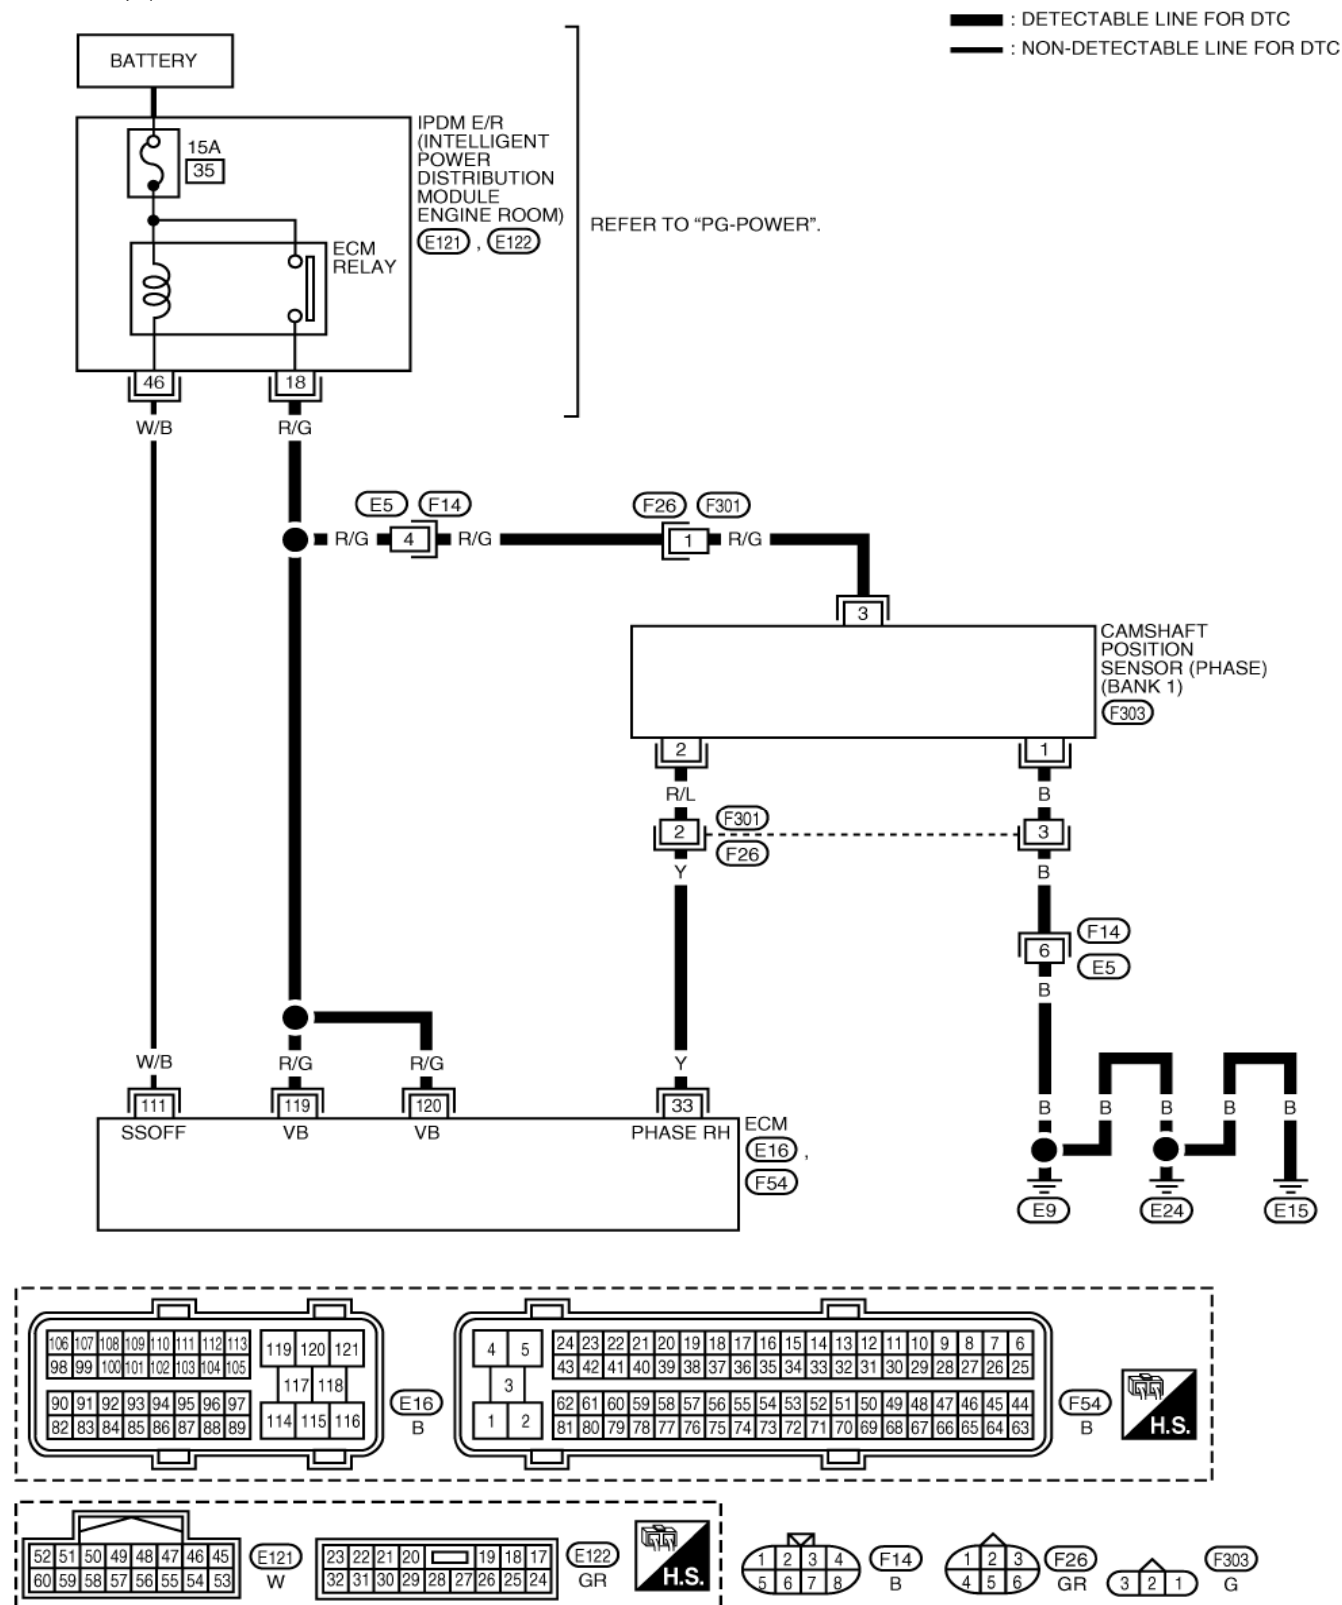 : DETECTABLE LINE FOR DTC
: NON-DETECTABLE LINE FOR DTC
BATTERY
15A
35
IPDM E/R
(INTELLIGENT
POWER
DISTRIBUTION
MODULE
ENGINE ROOM)
E121 , E122
REFER TO “PG-POWER”.
ECM
RELAY
46 18
W/B R/G
E5 F14 F26 F301
R/G 4 R/G 1 R/G
3
CAMSHAFT
POSITION
SENSOR (PHASE)
(BANK 1)
F303
2 1
R/L B
F301
2 3
F26
Y B
F14
6
E5
B
W/B R/G R/G Y
B B B B B
111 119 120 33
SSOFF VB VB PHASE RH
ECM
E16 ,
F54
E9 E24 E15
106 107 108 109 110 111 112 113
98 99 100 101 102 103 104 105
90 91 92 93 94 95 96 97
82 83 84 85 86 87 88 89
119 120 121
117 118
114 115 116
E16
B
4 5
3
1 2
24 23 22 21 20 19 18 17 16 15 14 13 12 11 10 9 8 7 6
43 42 41 40 39 38 37 36 35 34 33 32 31 30 29 28 27 26 25
62 61 60 59 58 57 56 55 54 53 52 51 50 49 48 47 46 45 44
81 80 79 78 77 76 75 74 73 72 71 70 69 68 67 66 65 64 63
F54
B
H.S.
52 51 50 49 48 47 46 45
60 59 58 57 56 55 54 53
E121
W
23 22 21 20 19 18 17
32 31 30 29 28 27 26 25 24
E122
GR
H.S.
1 2 3 4
5 6 7 8
F14
B
1 2 3
4 5 6
F26
GR
3 2 1
F303
G